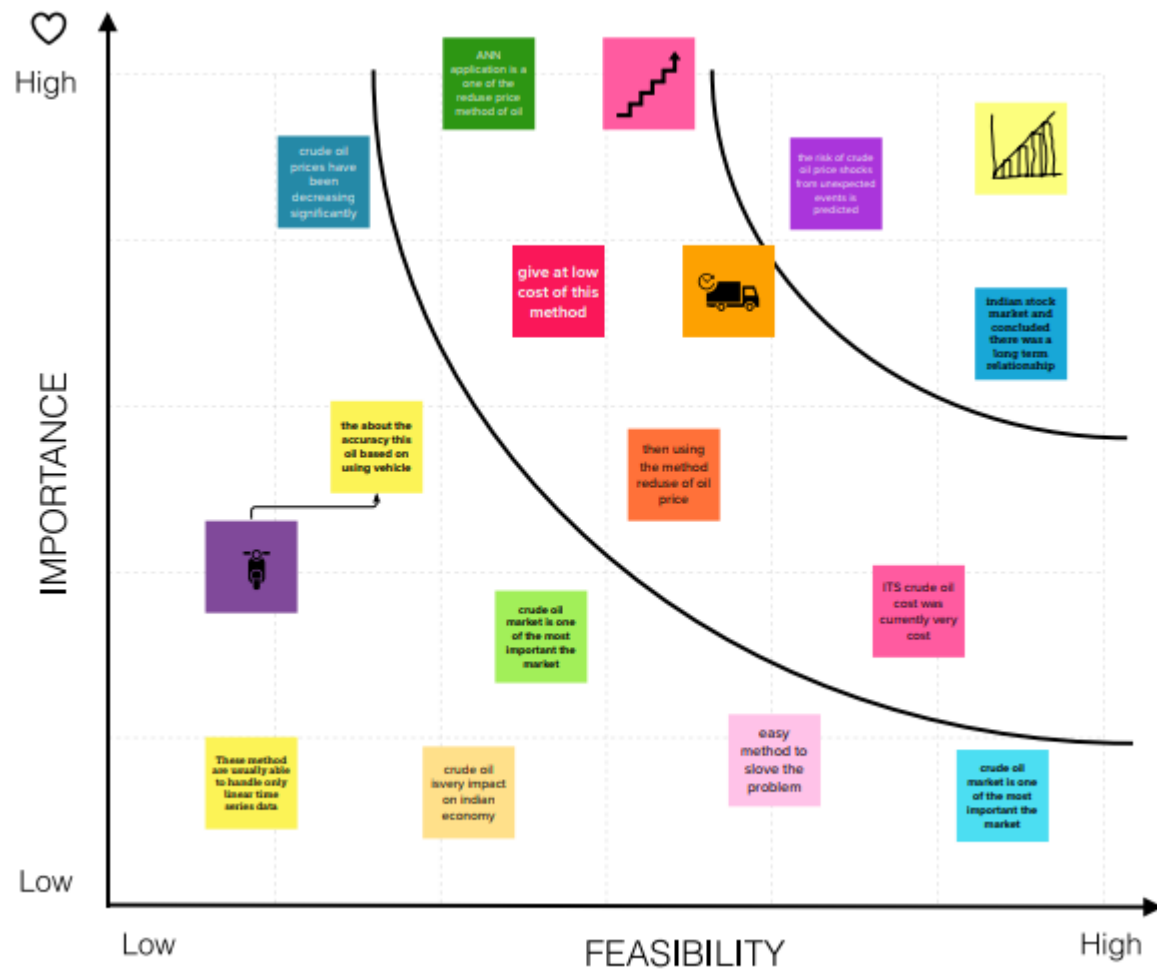 High
ANN
application is a
one of the
reduse price
method of oil
crude oil
prices have
been
decreasing
significantly
the risk of crude
oil price shocks
from unexpected
events is
predicted
give at low
cost of this
method
indian stock
market and
concluded
there was a
long term
relationship
IMPORTANCE
the about the
accuracy this
oil based on
using vehicle
then using
the method
reduse of oil
price
ITS crude oil
cost was
currently very
cost
crude oil
market is one
of the most
important the
market
These method
are usually able
to handle only
linear time
series data
crude oil
isvery impact
on indian
economy
easy
method to
slove the
problem
crude oil
market is one
of the most
important the
market
Low
Low
FEASIBILITY
High